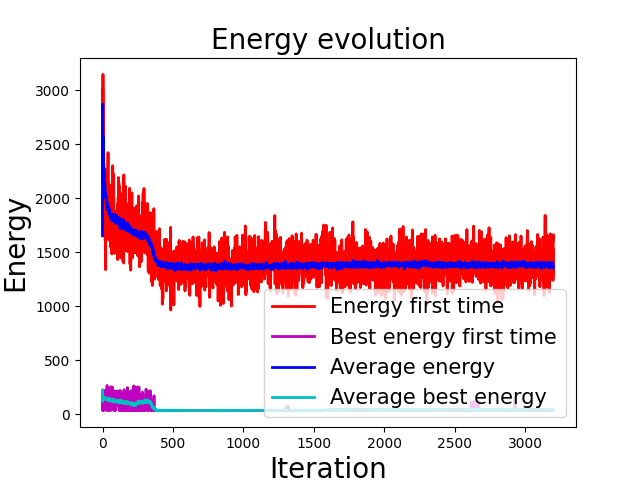 Energy evolution
Energy
3000
2500
2000
1500
1000
500
0
Energy first time
Best energy first time
Average energy
Average best energy
0 500 1000 1500 2000 2500 3000
Iteration